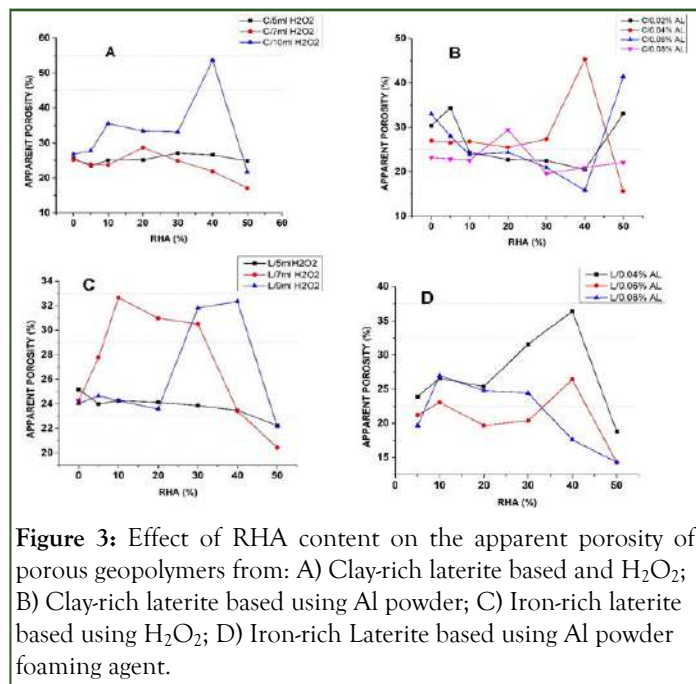 C/5ml H2O2
C/7ml H2O2
C/10ml H2O2
A
APPARENT POROSITY (%)
60
50
40
30
20
10
0 10 20 30 40 50 60
RHA (%)
C/0.02% AL
C/0.04% AL
C/0.06% AL
C/0.08% AL
B
APPARENT POROSITY (%)
50
45
40
35
30
25
20
15
10
0 10 20 30 40 50
RHA (%)
L/5mlH2O2
L/7ml H2O2
L/9ml H2O2
C
APPARENT POROSITY (%)
34
32
30
28
26
24
22
20
0 10 20 30 40 50
RHA (%)
L/0.04% AL
L/0.06% AL
L/0.08% AL
D
APPARENT POROSITY (%)
40
35
30
25
20
15
0 10 20 30 40 50
RHA (%)
Figure 3: Effect of RHA content on the apparent porosity of
porous geopolymers from: A) Clay-rich laterite based and H₂O₂;
B) Clay-rich laterite based using Al powder; C) Iron-rich laterite
based using H₂O₂; D) Iron-rich Laterite based using Al powder
foaming agent.